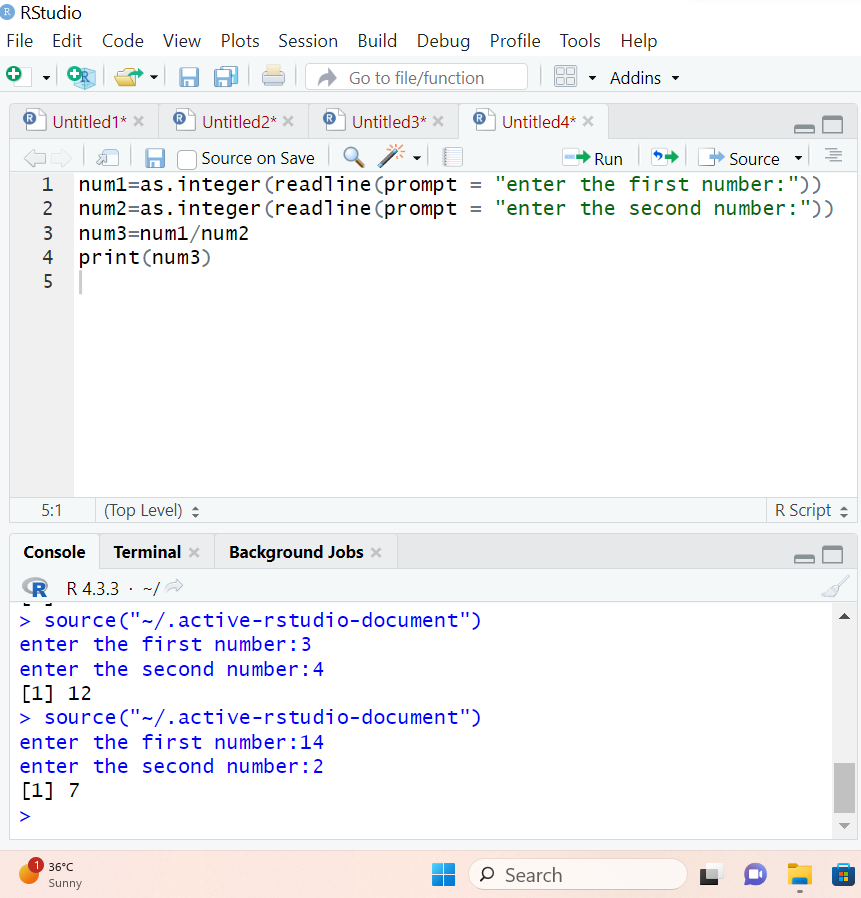 RStudio
File Edit Code View Plots Session Build Debug Profile Tools Help
Go to file/function Addins
Untitled1* Untitled2* Untitled3* Untitled4*
Source on Save Run Source
1 num1=as.integer(readline(prompt = "enter the first number:"))
2 num2=as.integer(readline(prompt = "enter the second number:"))
3 num3=num1/num2
4 print(num3)
5
5:1 (Top Level) R Script
Console Terminal Background Jobs
R 4.3.3 · ~/
> source("~/.active-rstudio-document")
enter the first number:3
enter the second number:4
[1] 12
> source("~/.active-rstudio-document")
enter the first number:14
enter the second number:2
[1] 7
>
1 36°C
Sunny
Search